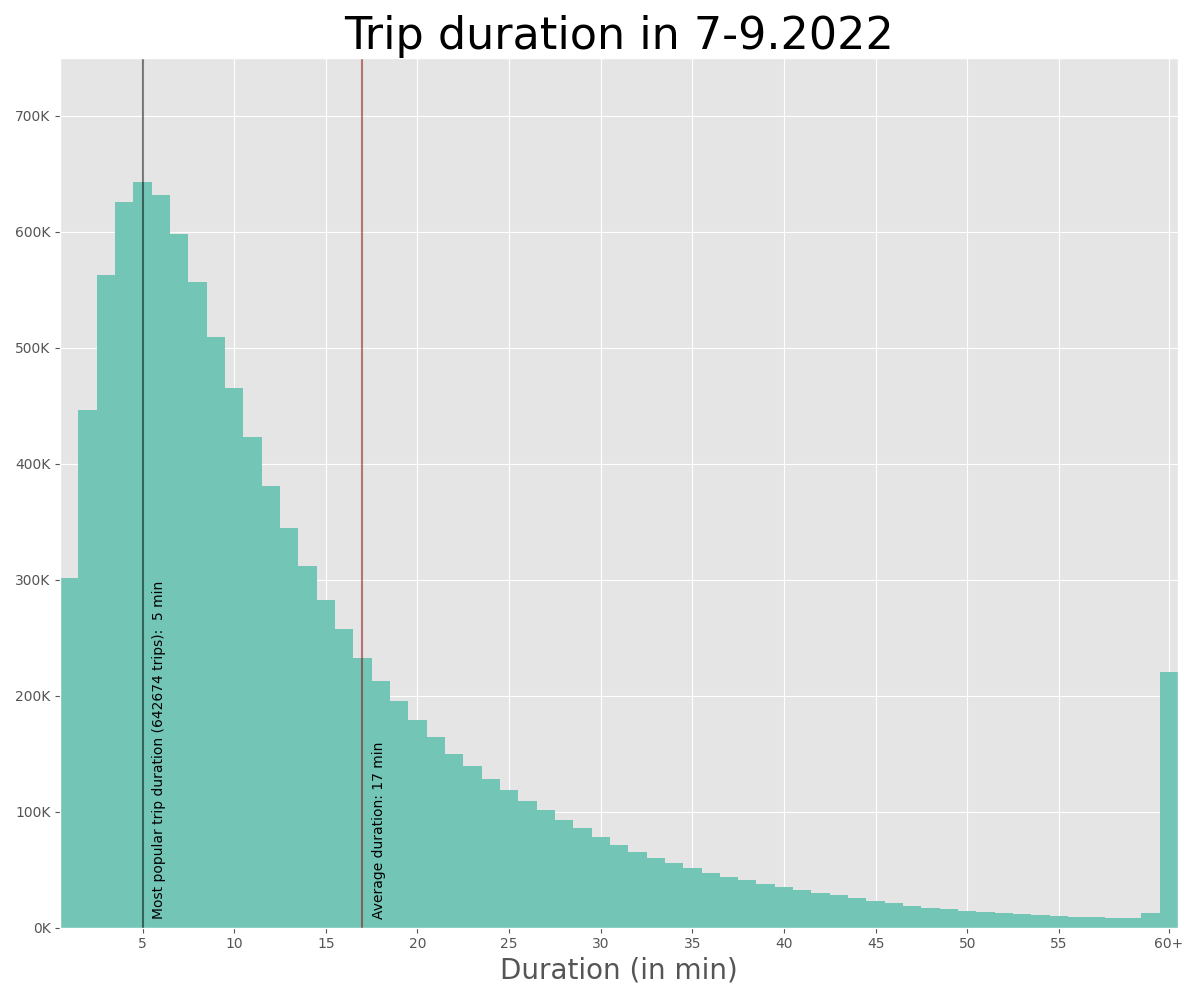 Trip duration in 7-9.2022
700K
600K
500K
400K
300K
200K
100K
0K
Most popular trip duration (642674 trips):  5 min
Average duration: 17 min
5 10 15 20 25 30 35 40 45 50 55 60+
Duration (in min)